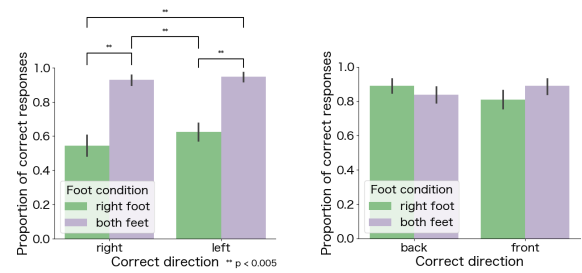 **
**
** **
Proportion of correct responses
1.0
0.8
0.6
0.4
0.2
0.0
Foot condition
right foot
both feet
right left
Correct direction ** p < 0.005
Proportion of correct responses
1.0
0.8
0.6
0.4
0.2
0.0
Foot condition
right foot
both feet
back front
Correct direction